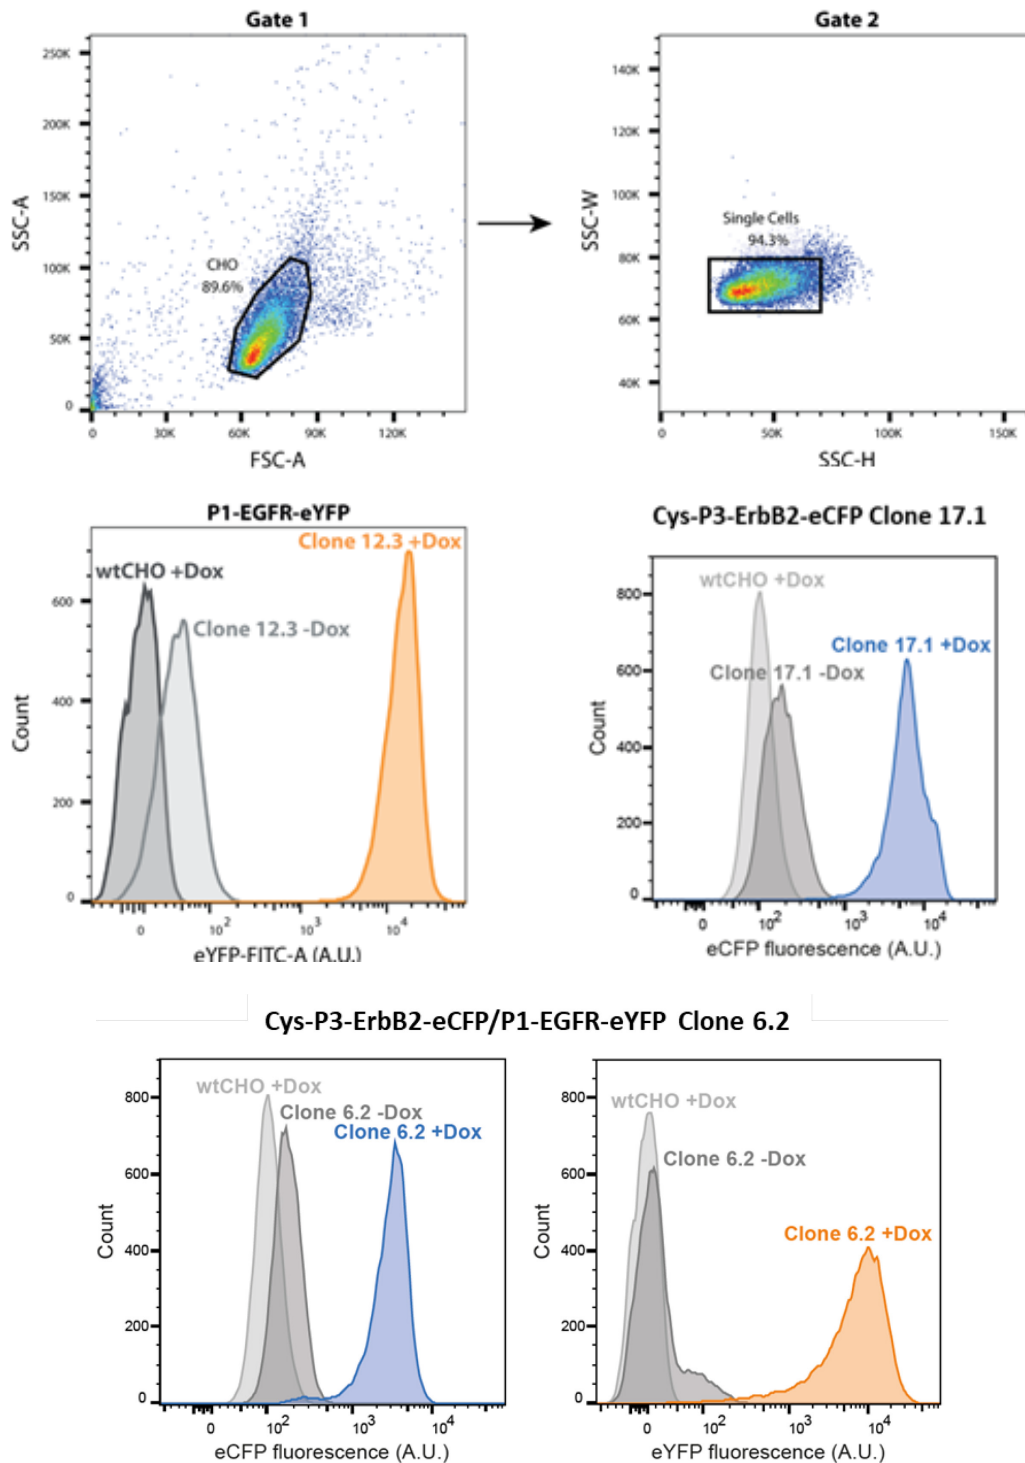 Gate 1
Gate 2
250K
200K
150K
100K
50K
0
SSC-A
CHO
89.6%
0
30K
60K
90K
120K
FSC-A
140K
120K
100K
80K
60K
40K
SSC-W
Single Cells
94.3%
0
50K
100K
150K
SSC-H
P1-EGFR-eYFP
Clone 12.3 +Dox
wtCHO +Dox
Clone 12.3 -Dox
600
400
200
0
Count
0
10²
10³
10⁴
eYFP-FITC-A (A.U.)
Cys-P3-ErbB2-eCFP Clone 17.1
wtCHO +Dox
Clone 17.1 +Dox
Clone 17.1 -Dox
800
600
400
200
0
Count
0
10²
10³
10⁴
eCFP fluorescence (A.U.)
Cys-P3-ErbB2-eCFP/P1-EGFR-eYFP Clone 6.2
wtCHO +Dox
Clone 6.2 -Dox
Clone 6.2 +Dox
800
600
400
200
0
Count
0
10²
10³
10⁴
eCFP fluorescence (A.U.)
wtCHO +Dox
Clone 6.2 -Dox
Clone 6.2 +Dox
800
600
400
200
0
Count
0
10²
10³
10⁴
eYFP fluorescence (A.U.)